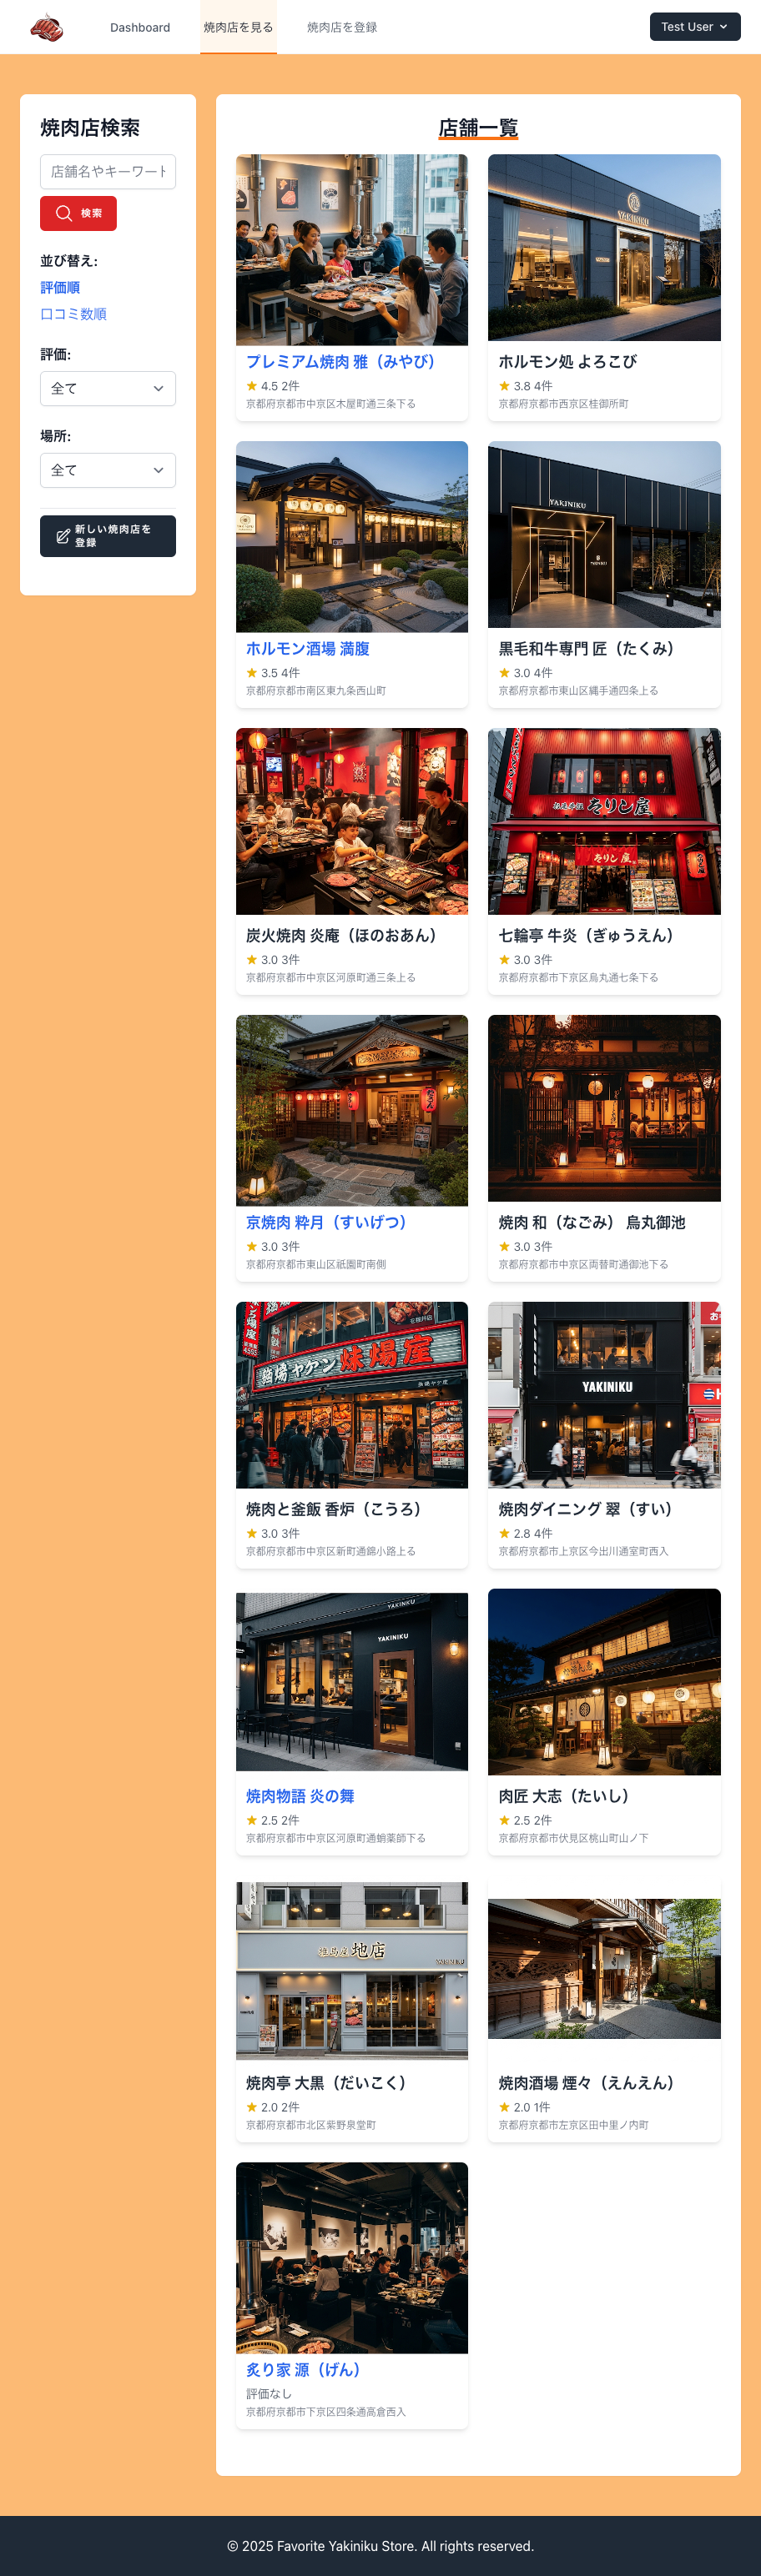 Dashboard
焼肉店を見る
焼肉店を登録
Test User
焼肉店検索
店舗名やキーワー
検索
並び替え:
評価順
口コミ数順
評価:
全て
場所:
全て
新しい焼肉店を
登録
店舗一覧
YAKINIKU
プレミアム焼肉 雅（みやび）
4.5 2件
京都府京都市中京区木屋町通三条下る
ホルモン処 よろこび
3.8 4件
京都府京都市西京区桂御所町
YAKINIKU
ホルモン酒場 満腹
3.5 4件
京都府京都市南区東九条西山町
黒毛和牛専門 匠（たくみ）
3.0 4件
京都府京都市東山区縄手通四条上る
炭火焼肉 炎庵（ほのおあん）
3.0 3件
京都府京都市中京区河原町通三条上る
七輪亭 牛炎（ぎゅうえん）
3.0 3件
京都府京都市下京区烏丸通七条下る
京焼肉 粋月（すいげつ）
3.0 3件
京都府京都市東山区祇園町南側
焼肉 和（なごみ） 烏丸御池
3.0 3件
京都府京都市中京区両替町通御池下る
焼肉と釜飯 香炉（こうろ）
3.0 3件
京都府京都市中京区新町通錦小路上る
YAKINIKU
焼肉ダイニング 翠（すい）
2.8 4件
京都府京都市上京区今出川通室町西入
YAKINKU
YAKINIKU
焼肉物語 炎の舞
2.5 2件
京都府京都市中京区河原町通蛸薬師下る
肉匠 大志（たいし）
2.5 2件
京都府京都市伏見区桃山町山ノ下
地店
焼肉亭 大黒（だいこく）
2.0 2件
京都府京都市北区紫野泉堂町
焼肉酒場 煙々（えんえん）
2.0 1件
京都府京都市左京区田中里ノ内町
炙り家 源（げん）
評価なし
京都府京都市下京区四条通高倉西入
© 2025 Favorite Yakiniku Store. All rights reserved.